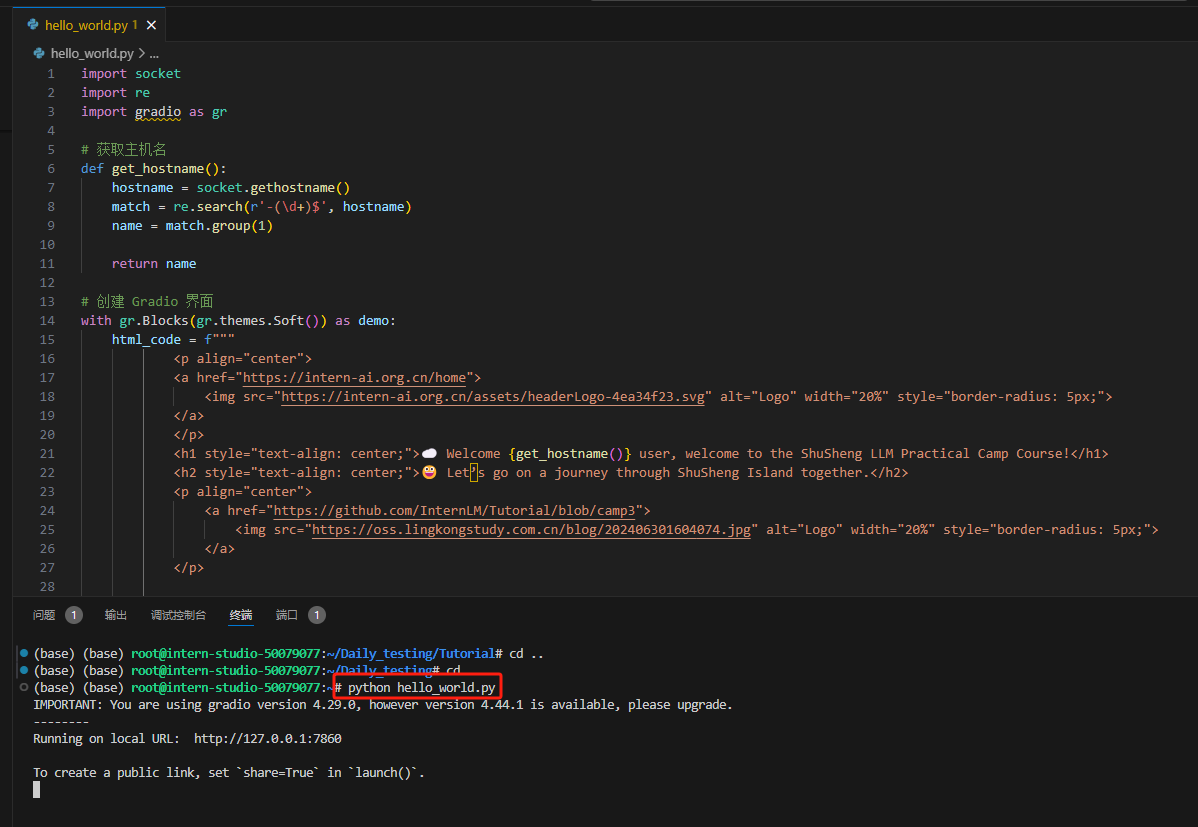 hello_world.py 1
hello_world.py > ...
1 import socket
2 import re
3 import gradio as gr
4
5 # 获取主机名
6 def get_hostname():
7 hostname = socket.gethostname()
8 match = re.search(r'-(\d+)$', hostname)
9 name = match.group(1)
10
11 return name
12
13 # 创建 Gradio 界面
14 with gr.Blocks(gr.themes.Soft()) as demo:
15 html_code = f"""
16 <p align="center">
17 <a href="https://intern-ai.org.cn/home">
18 <img src="https://intern-ai.org.cn/assets/headerLogo-4ea34f23.svg" alt="Logo" width="20%" style="border-radius: 5px;">
19 </a>
20 </p>
21 <h1 style="text-align: center;">☁️ Welcome {get_hostname()} user, welcome to the ShuSheng LLM Practical Camp Course!</h1>
22 <h2 style="text-align: center;">😀 Let’s go on a journey through ShuSheng Island together.</h2>
23 <p align="center">
24 <a href="https://github.com/InternLM/Tutorial/blob/camp3">
25 <img src="https://oss.lingkongstudy.com.cn/blog/202406301604074.jpg" alt="Logo" width="20%" style="border-radius: 5px;">
26 </a>
27 </p>
28
问题 1 输出 调试控制台 终端 端口 1
(base) (base) root@intern-studio-50079077:~/Daily_testing/Tutorial# cd ..
(base) (base) root@intern-studio-50079077:~/Daily_testing# cd
(base) (base) root@intern-studio-50079077:~# python hello_world.py
IMPORTANT: You are using gradio version 4.29.0, however version 4.44.1 is available, please upgrade.
--------
Running on local URL:  http://127.0.0.1:7860
To create a public link, set `share=True` in `launch()`.